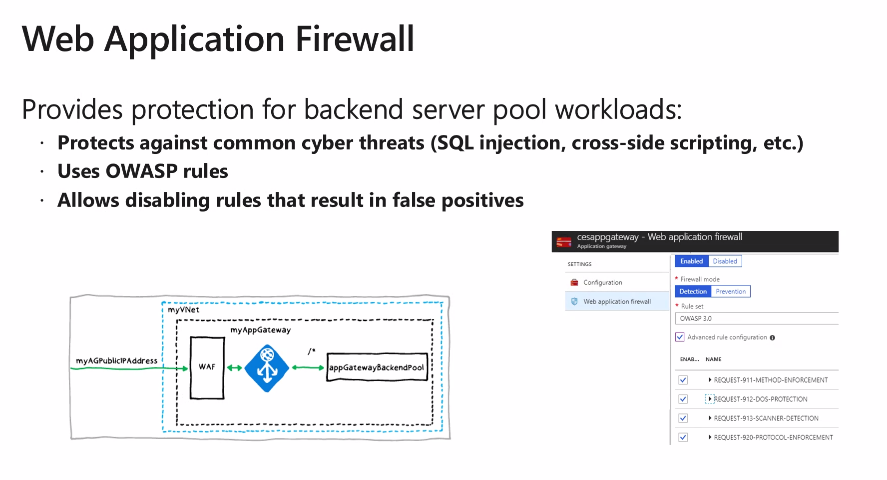 Web Application Firewall
Provides protection for backend server pool workloads:
· Protects against common cyber threats (SQL injection, cross-side scripting, etc.)
· Uses OWASP rules
· Allows disabling rules that result in false positives
myVNet
myAppGateway
myAGPublicIPAddress
WAF
/*
appGatewayBackendPool
cesappgateway - Web application firewall
Application gateway
SETTINGS
Configuration
Web application firewall
Enabled Disabled
* Firewall mode
Detection Prevention
* Rule set
OWASP 3.0
Advanced rule configuration
ENAB... NAME
REQUEST-911-METHOD-ENFORCEMENT
REQUEST-912-DOS-PROTECTION
REQUEST-913-SCANNER-DETECTION
REQUEST-920-PROTOCOL-ENFORCEMENT